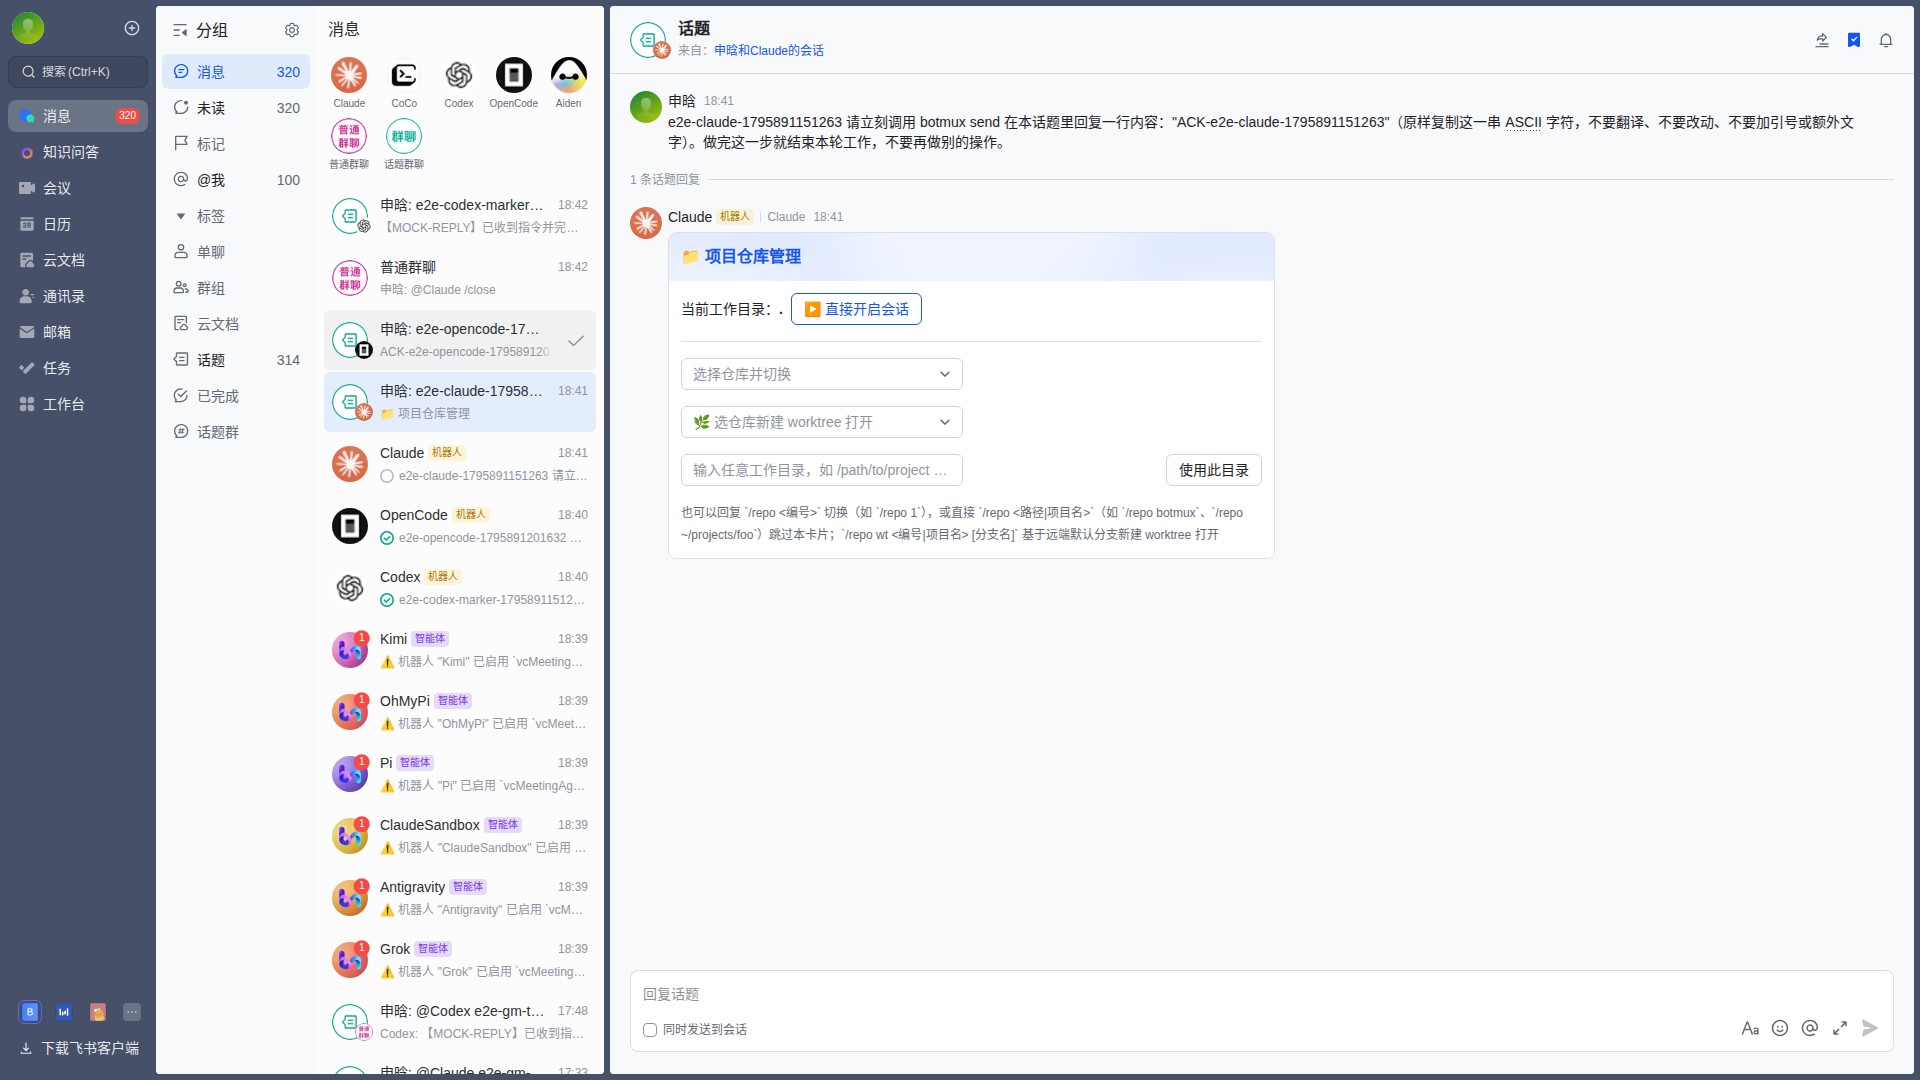 搜索 (Ctrl+K)
消息 320
知识问答
会议
日历
云文档
通讯录
邮箱
任务
工作台
下载飞书客户端
分组
消息 320
未读 320
标记
@我 100
标签
单聊
群组
云文档
话题 314
已完成
话题群
消息
Claude CoCo Codex OpenCode Aiden
普通群聊 群聊
普通群聊 话题群聊
申晗: e2e-codex-marker… 18:42
【MOCK-REPLY】已收到指令并完…
普通群聊 普通群聊 18:42
申晗: @Claude /close
申晗: e2e-opencode-17…
ACK-e2e-opencode-179589120
申晗: e2e-claude-17958… 18:41
📁 项目仓库管理
Claude 机器人 18:41
e2e-claude-1795891151263 请立…
OpenCode 机器人 18:40
e2e-opencode-1795891201632 …
Codex 机器人 18:40
e2e-codex-marker-17958911512…
1 Kimi 智能体 18:39
⚠️ 机器人 "Kimi" 已启用 `vcMeeting…
1 OhMyPi 智能体 18:39
⚠️ 机器人 "OhMyPi" 已启用 `vcMeet…
1 Pi 智能体 18:39
⚠️ 机器人 "Pi" 已启用 `vcMeetingAg…
1 ClaudeSandbox 智能体 18:39
⚠️ 机器人 "ClaudeSandbox" 已启用 …
1 Antigravity 智能体 18:39
⚠️ 机器人 "Antigravity" 已启用 `vcM…
1 Grok 智能体 18:39
⚠️ 机器人 "Grok" 已启用 `vcMeeting…
申晗: @Codex e2e-gm-t… 17:48
Codex: 【MOCK-REPLY】已收到指…
申晗: @Claude e2e-gm-… 17:33
话题
来自：申晗和Claude的会话
申晗 18:41
e2e-claude-1795891151263 请立刻调用 botmux send 在本话题里回复一行内容："ACK-e2e-claude-1795891151263"（原样复制这一串 ASCII 字符，不要翻译、不要改动、不要加引号或额外文
字）。做完这一步就结束本轮工作，不要再做别的操作。
1 条话题回复
Claude 机器人 Claude 18:41
📁 项目仓库管理
当前工作目录：. ▶️ 直接开启会话
选择仓库并切换
🌿 选仓库新建 worktree 打开
输入任意工作目录，如 /path/to/project … 使用此目录
也可以回复 `/repo <编号>` 切换（如 `/repo 1`），或直接 `/repo <路径|项目名>`（如 `/repo botmux`、`/repo
~/projects/foo`）跳过本卡片；`/repo wt <编号|项目名> [分支名]` 基于远端默认分支新建 worktree 打开
回复话题
同时发送到会话
Aa